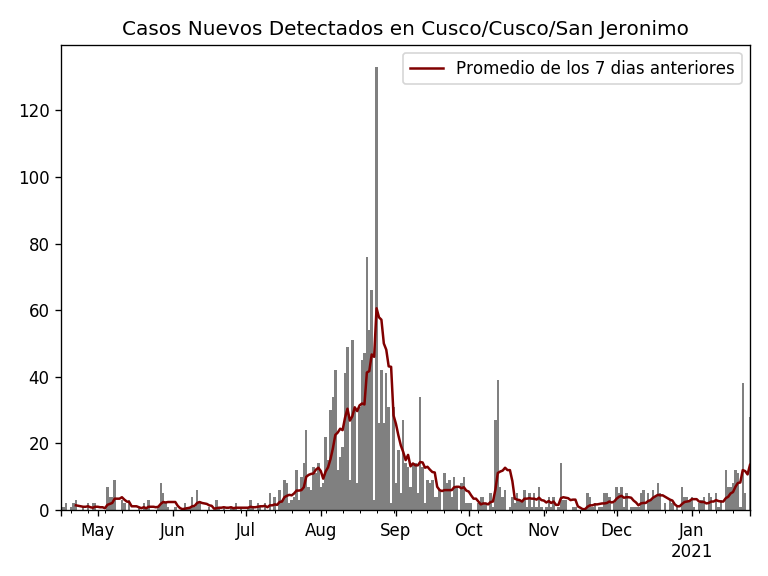 Casos Nuevos Detectados en Cusco/Cusco/San Jeronimo
Promedio de los 7 dias anteriores
120
100
80
60
40
20
0
May Jun Jul Aug Sep Oct Nov Dec Jan
2021